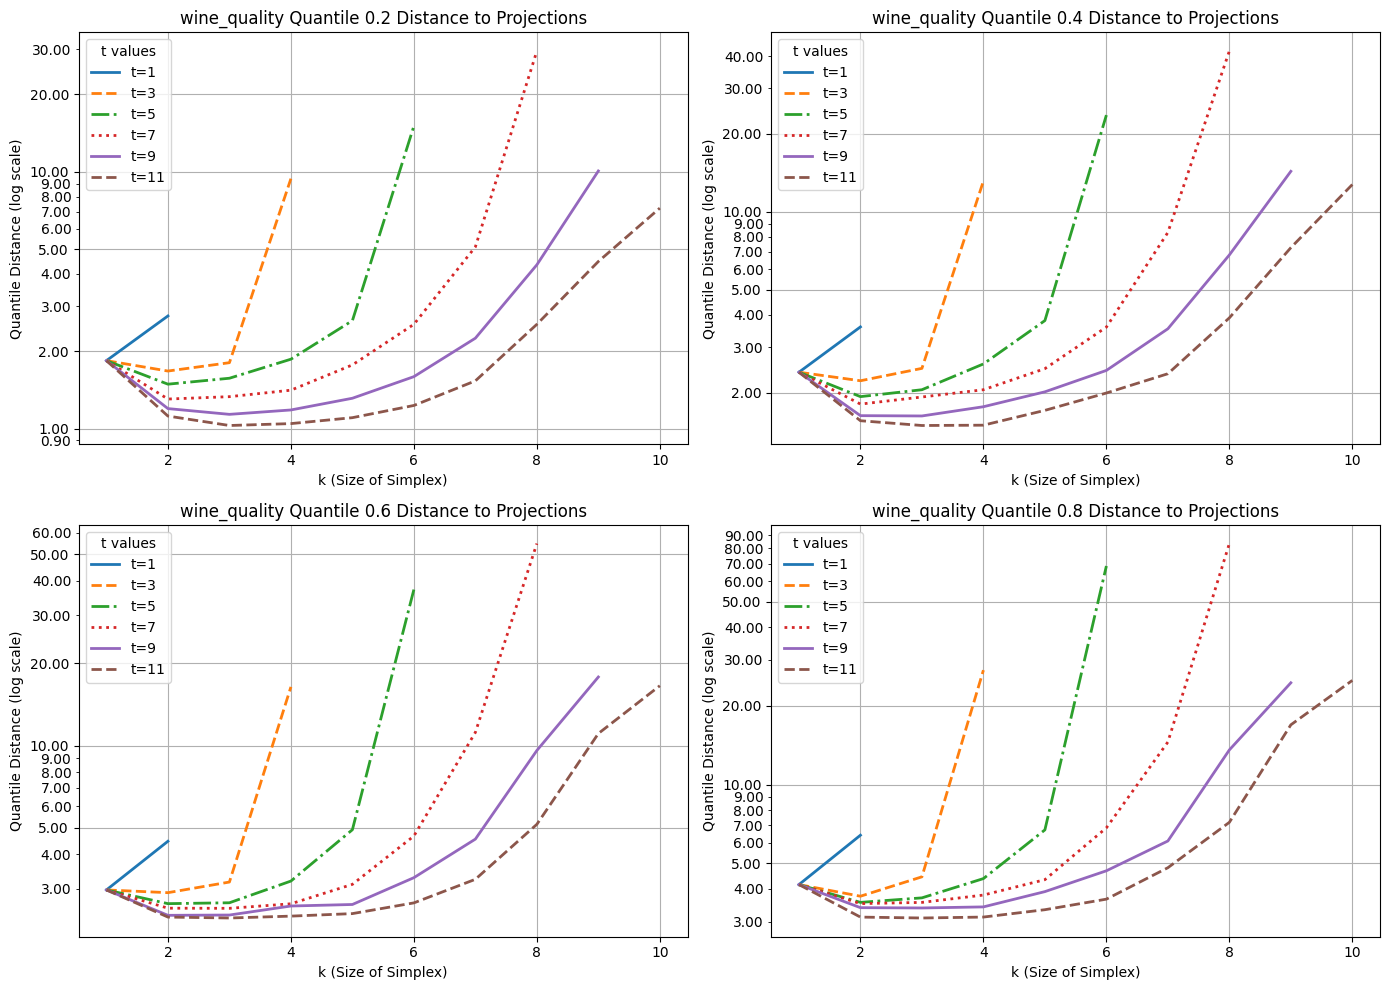 wine_quality Quantile 0.2 Distance to Projections
Quantile Distance (log scale)
30.00
20.00
10.00
9.00
8.00
7.00
6.00
5.00
4.00
3.00
2.00
1.00
0.90
t values
t=1
t=3
t=5
t=7
t=9
t=11
2 4 6 8 10
k (Size of Simplex)
wine_quality Quantile 0.4 Distance to Projections
Quantile Distance (log scale)
40.00
30.00
20.00
10.00
9.00
8.00
7.00
6.00
5.00
4.00
3.00
2.00
t values
t=1
t=3
t=5
t=7
t=9
t=11
2 4 6 8 10
k (Size of Simplex)
wine_quality Quantile 0.6 Distance to Projections
Quantile Distance (log scale)
60.00
50.00
40.00
30.00
20.00
10.00
9.00
8.00
7.00
6.00
5.00
4.00
3.00
t values
t=1
t=3
t=5
t=7
t=9
t=11
2 4 6 8 10
k (Size of Simplex)
wine_quality Quantile 0.8 Distance to Projections
Quantile Distance (log scale)
90.00
80.00
70.00
60.00
50.00
40.00
30.00
20.00
10.00
9.00
8.00
7.00
6.00
5.00
4.00
3.00
t values
t=1
t=3
t=5
t=7
t=9
t=11
2 4 6 8 10
k (Size of Simplex)